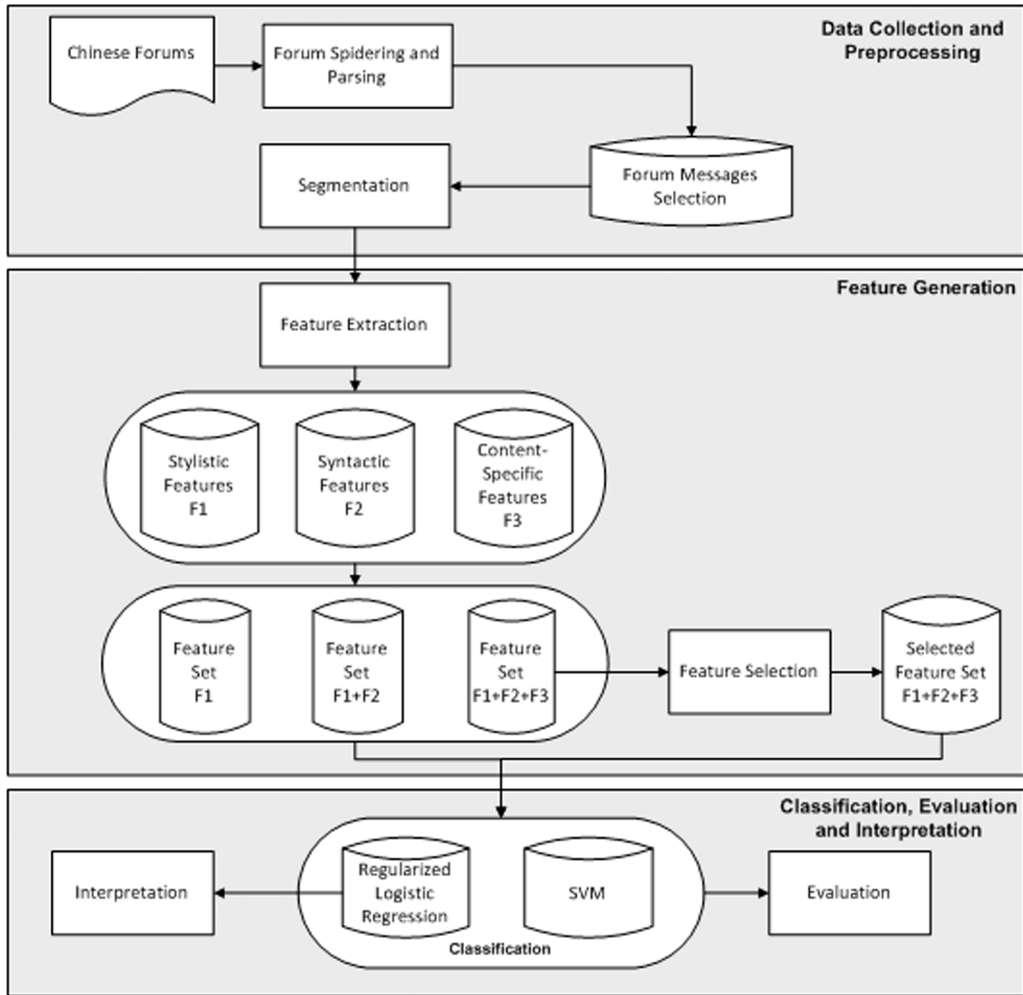 Data Collection and
Preprocessing
Chinese Forums
Forum Spidering and
Parsing
Segmentation
Forum Messages
Selection
Feature Generation
Feature Extraction
Stylistic
Features
F1
Syntactic
Features
F2
Content-
Specific
Features
F3
Feature
Set
F1
Feature
Set
F1+F2
Feature
Set
F1+F2+F3
Feature Selection
Selected
Feature Set
F1+F2+F3
Classification, Evaluation
and Interpretation
Interpretation
Regularized
Logistic
Regression
SVM
Classification
Evaluation